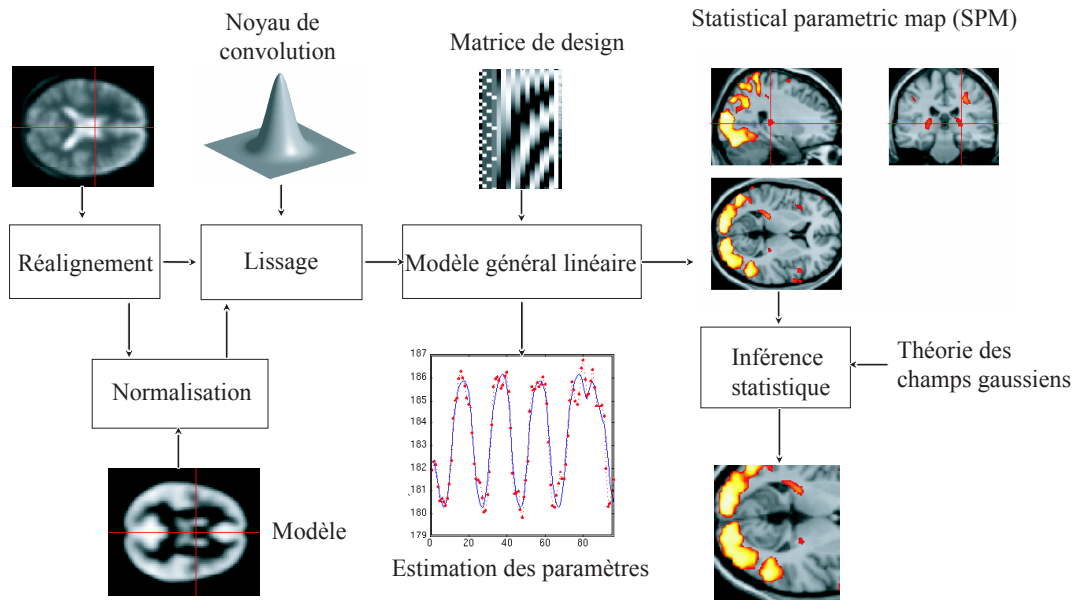 Noyau de
convolution
Matrice de design
Statistical parametric map (SPM)
Réalignement
Lissage
Modèle général linéaire
Normalisation
Inférence
statistique
Théorie des
champs gaussiens
187
186
185
184
183
182
181
180
179
0 20 40 60 80
Modèle
Estimation des paramètres